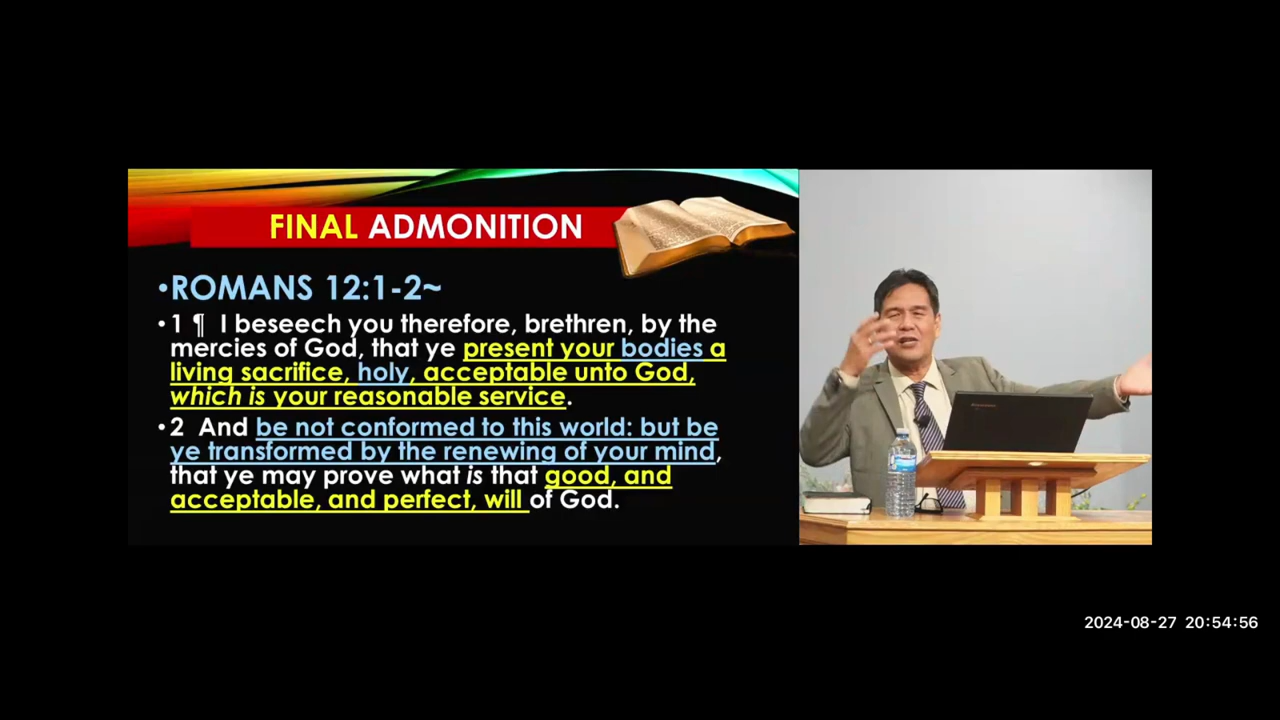 FINAL ADMONITION
•ROMANS 12:1-2~
•1 ¶ I beseech you therefore, brethren, by the
mercies of God, that ye present your bodies a
living sacrifice, holy, acceptable unto God,
which is your reasonable service.
•2 And be not conformed to this world: but be
ye transformed by the renewing of your mind,
that ye may prove what is that good, and
acceptable, and perfect, will of God.
2024-08-27 20:54:56